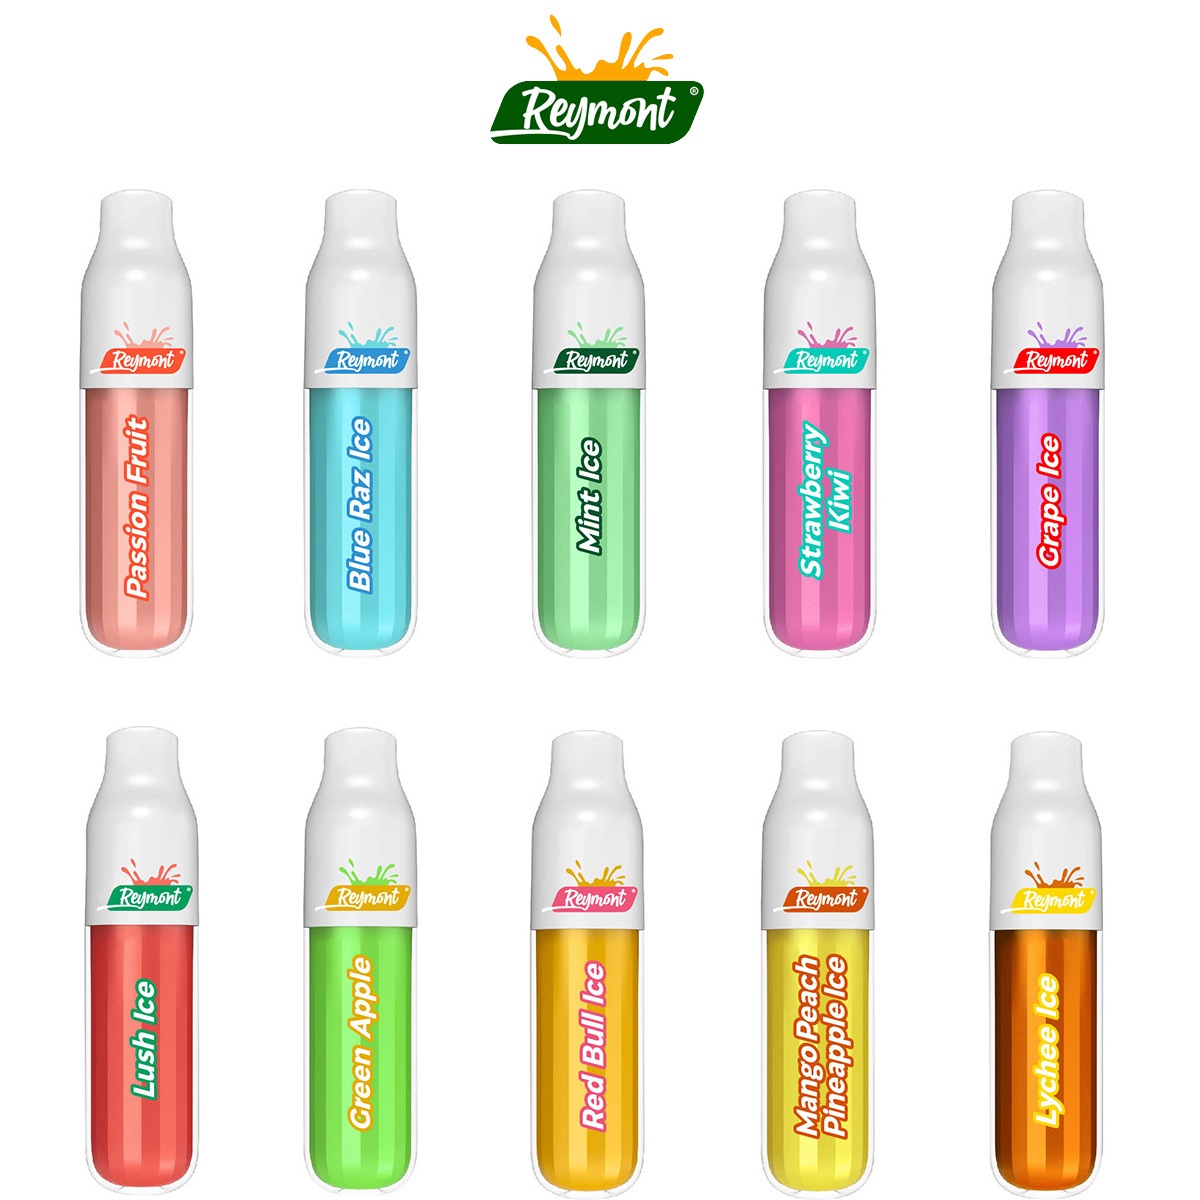 Reymont®
Reymont®
Reymont®
Reymont®
Reymont®
Reymont®
Passion Fruit
Blue Raz Ice
Mint Ice
Strawberry
Kiwi
Grape Ice
Reymont®
Reymont®
Reymont®
Reymont®
Reymont®
Lush Ice
Green Apple
Red Bull Ice
Mango Peach
Pineapple Ice
Lychee Ice